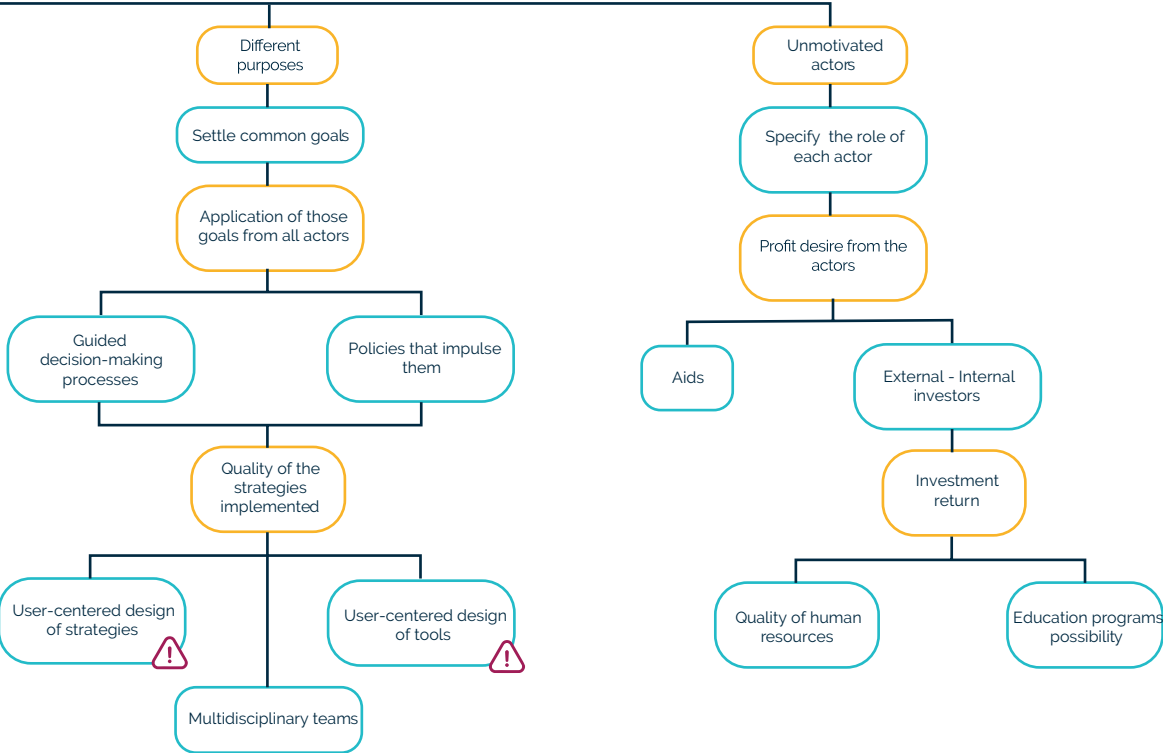 Different
purposes
Unmotivated
actors
Settle common goals
Specify the role of
each actor
Application of those
goals from all actors
Profit desire from the
actors
Guided
decision-making
processes
Policies that impulse
them
Aids
External - Internal
investors
Quality of the
strategies
implemented
Investment
return
User-centered design
of strategies
User-centered design
of tools
Quality of human
resources
Education programs
possibility
Multidisciplinary teams